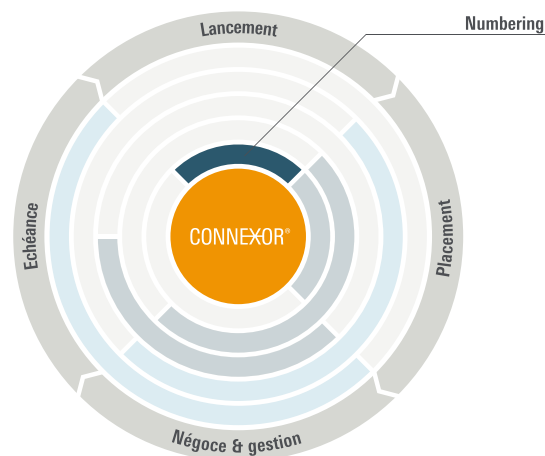 Lancement
Numbering
Echéance
CONNEXOR®
Placement
Négoce & gestion